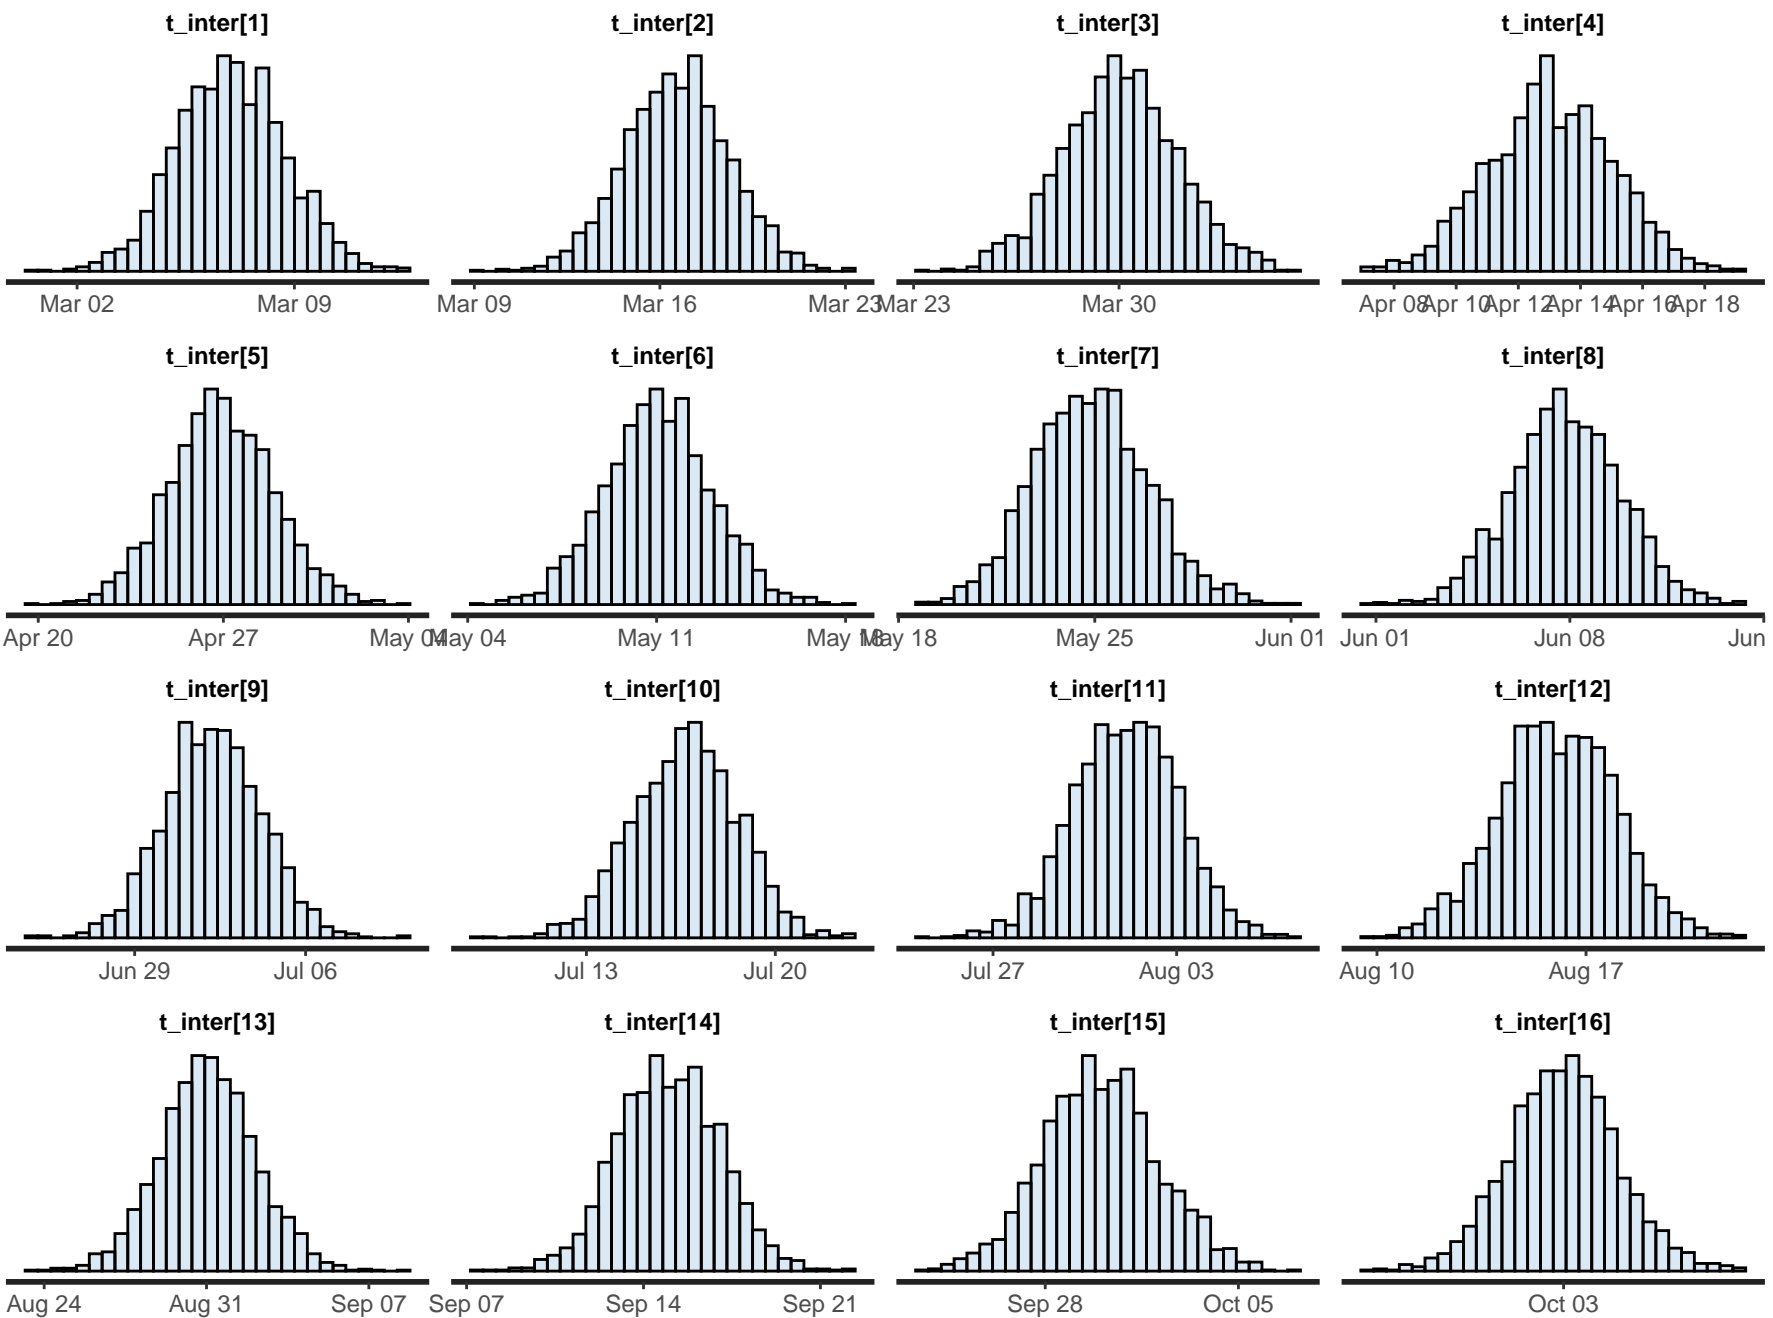 t_inter[1] t_inter[2] t_inter[3] t_inter[4]
Mar 02 Mar 09 Mar 09 Mar 16 Mar 23 Mar 23 Mar 30 Apr 08 Apr 10 Apr 12 Apr 14 Apr 16 Apr 18
t_inter[5] t_inter[6] t_inter[7] t_inter[8]
Apr 20 Apr 27 May 04 May 04 May 11 May 18 May 18 May 25 Jun 01 Jun 01 Jun 08 Jun
t_inter[9] t_inter[10] t_inter[11] t_inter[12]
Jun 29 Jul 06 Jul 13 Jul 20 Jul 27 Aug 03 Aug 10 Aug 17
t_inter[13] t_inter[14] t_inter[15] t_inter[16]
Aug 24 Aug 31 Sep 07 Sep 07 Sep 14 Sep 21 Sep 28 Oct 05 Oct 03